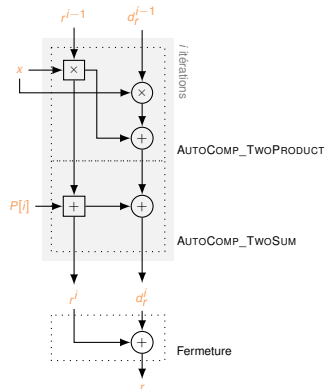 r^{i−1} d_r^{i−1}
i itérations
x
×
×
+
AUTOCOMP_TWOPRODUCT
P[i]
+ +
AUTOCOMP_TWOSUM
r^i d_r^i
+
Fermeture
r